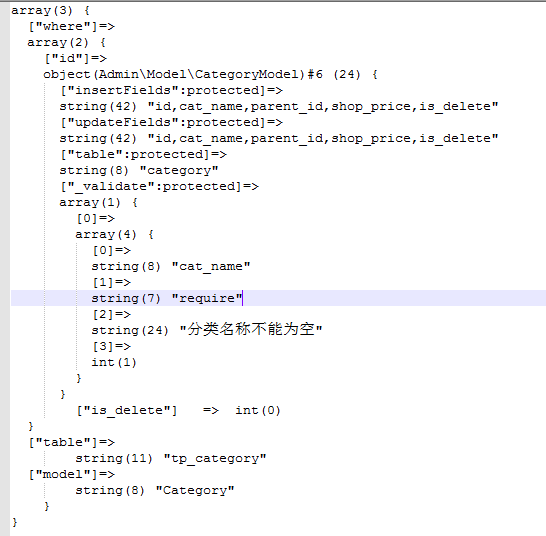 array(3) {
["where"]=>
array(2) {
["id"]=>
object(Admin\Model\CategoryModel)#6 (24) {
["insertFields":protected]=>
string(42) "id,cat_name,parent_id,shop_price,is_delete"
["updateFields":protected]=>
string(42) "id,cat_name,parent_id,shop_price,is_delete"
["table":protected]=>
string(8) "category"
["_validate":protected]=>
array(1) {
[0]=>
array(4) {
[0]=>
string(8) "cat_name"
[1]=>
string(7) "require"
[2]=>
string(24) "分类名称不能为空"
[3]=>
int(1)
}
}
["is_delete"] => int(0)
}
["table"]=>
string(11) "tp_category"
["model"]=>
string(8) "Category"
}
}